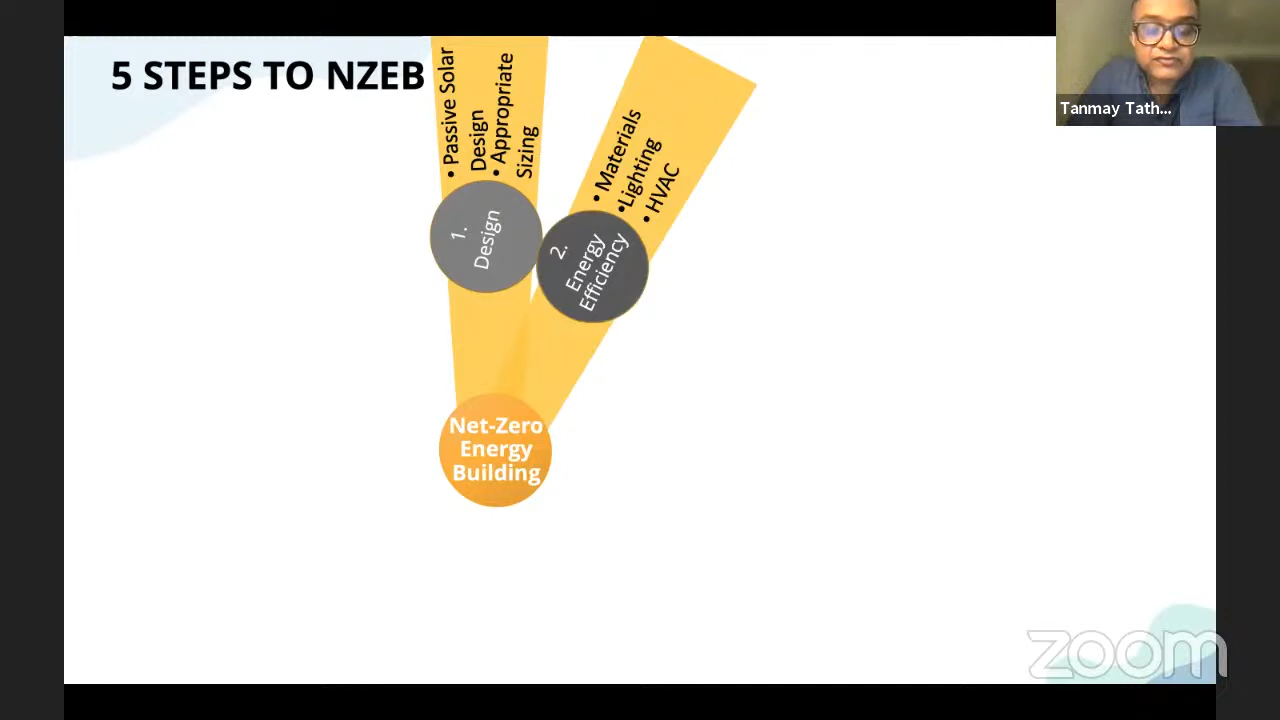 5 STEPS TO NZEB
• Passive Solar
Design
• Appropriate
Sizing
1.
Design
• Materials
•Lighting
• HVAC
2.
Energy
Efficiency
Net-Zero
Energy
Building
Tanmay Tath...
zoom